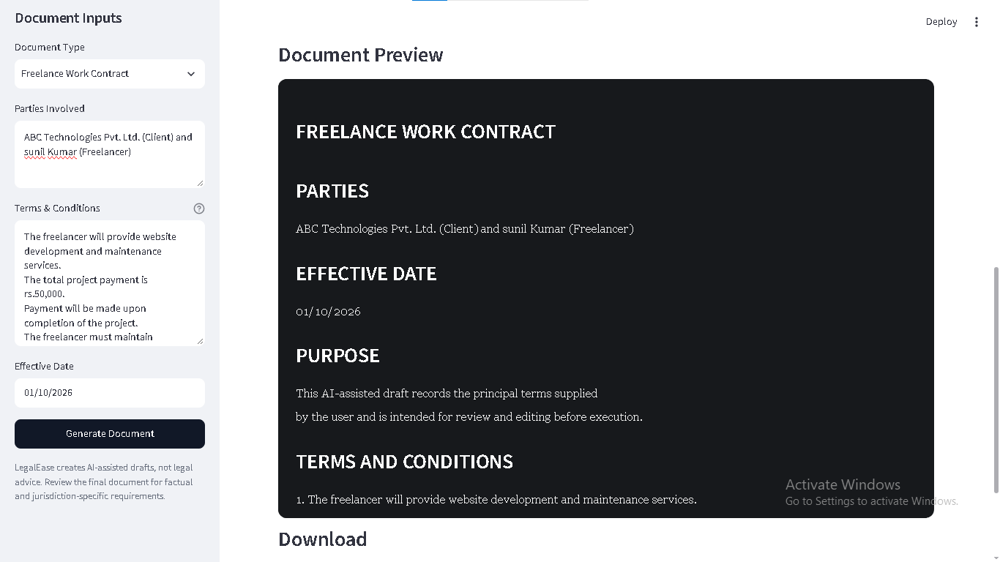 Document Inputs
Document Type
Freelance Work Contract
Parties Involved
ABC Technologies Pvt. Ltd. (Client) and
sunil Kumar (Freelancer)
Terms & Conditions
The freelancer will provide website
development and maintenance
services.
The total project payment is
rs.50,000.
Payment will be made upon
completion of the project.
The freelancer must maintain
Effective Date
01/10/2026
Generate Document
LegalEase creates AI-assisted drafts, not legal
advice. Review the final document for factual
and jurisdiction-specific requirements.
Deploy
Document Preview
FREELANCE WORK CONTRACT
PARTIES
ABC Technologies Pvt. Ltd. (Client) and sunil Kumar (Freelancer)
EFFECTIVE DATE
01/10/2026
PURPOSE
This AI-assisted draft records the principal terms supplied
by the user and is intended for review and editing before execution.
TERMS AND CONDITIONS
1. The freelancer will provide website development and maintenance services.
Activate Windows
Go to Settings to activate Windows.
Download